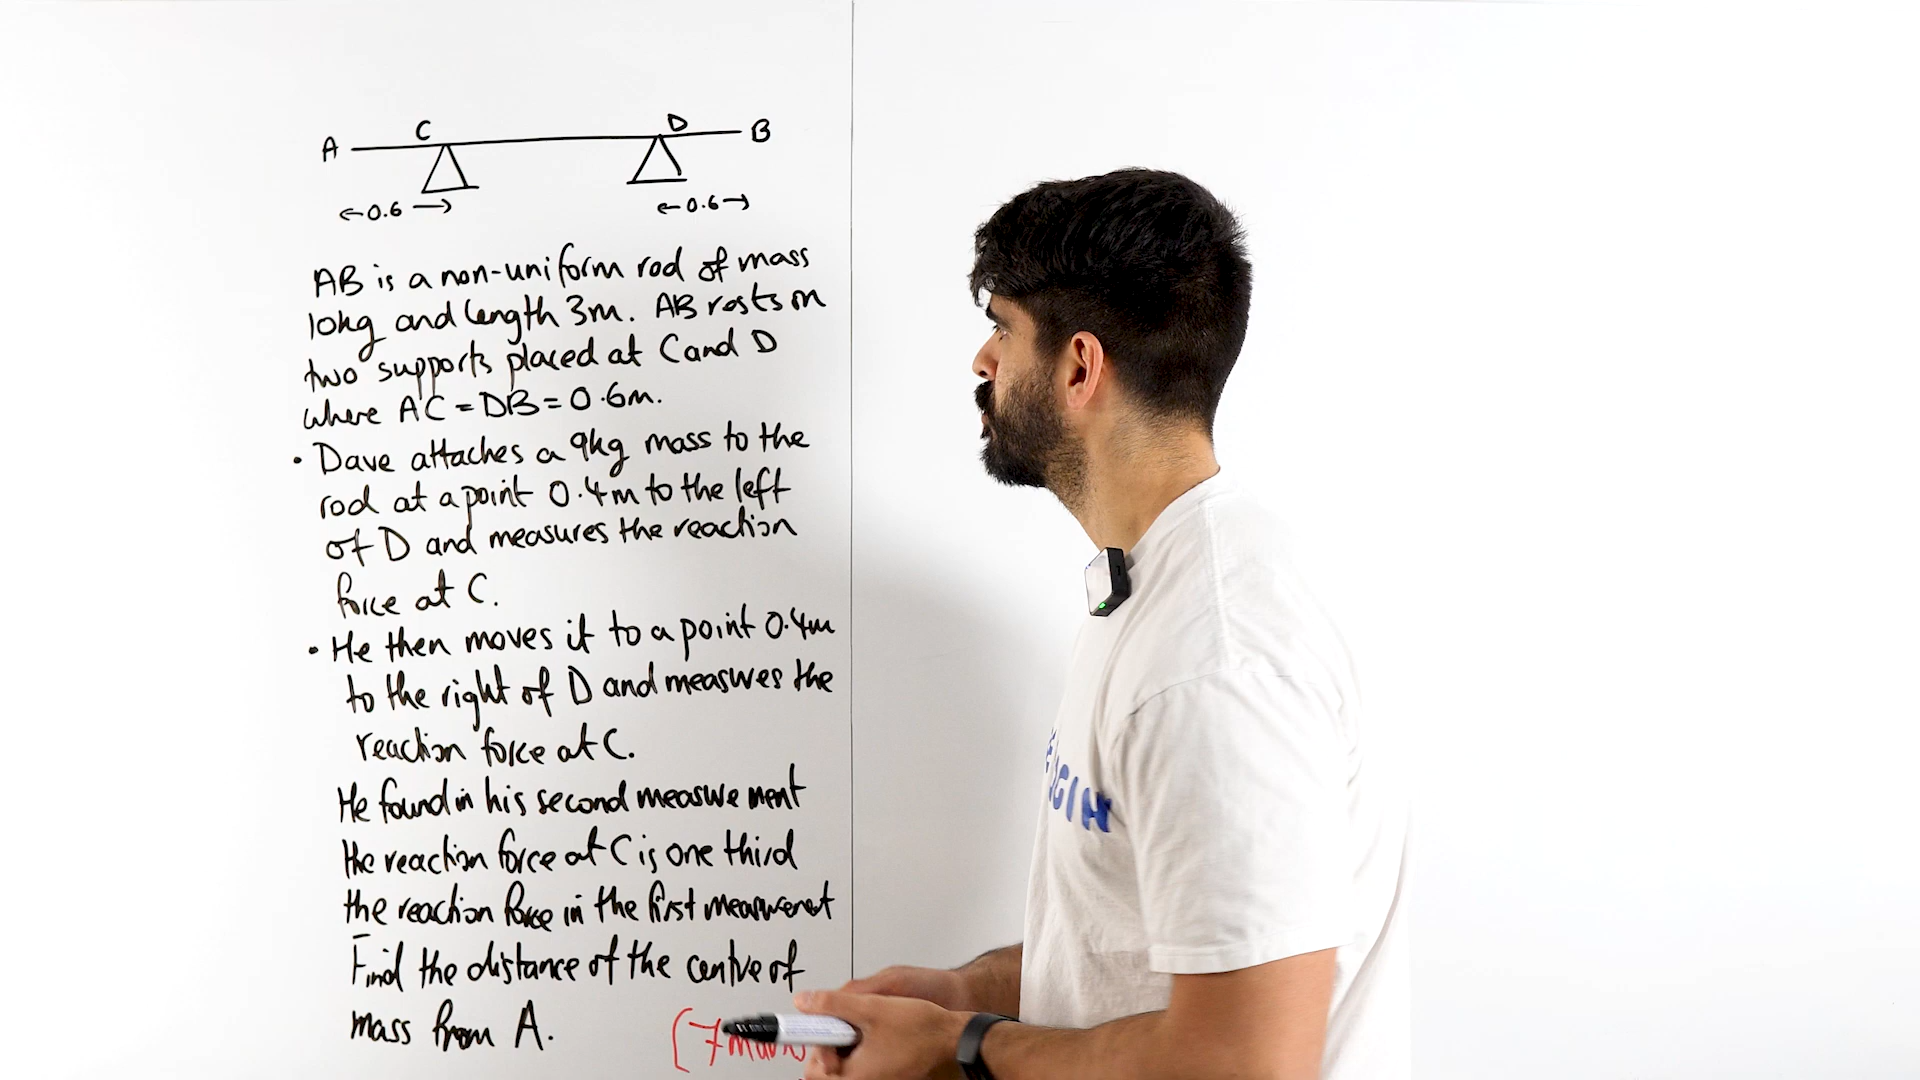 C D
A B
0.6 0.6
AB is a non-uniform rod of mass
10kg and length 3m. AB rests on
two supports placed at C and D
where AC = DB = 0.6m.
• Dave attaches a 9kg mass to the
rod at a point 0.4m to the left
of D and measures the reaction
force at C.
• He then moves it to a point 0.4m
to the right of D and measures the
reaction force at C.
He found in his second measurement
the reaction force at C is one third
the reaction force in the first measurement
Find the distance of the centre of
mass from A.
(7 marks